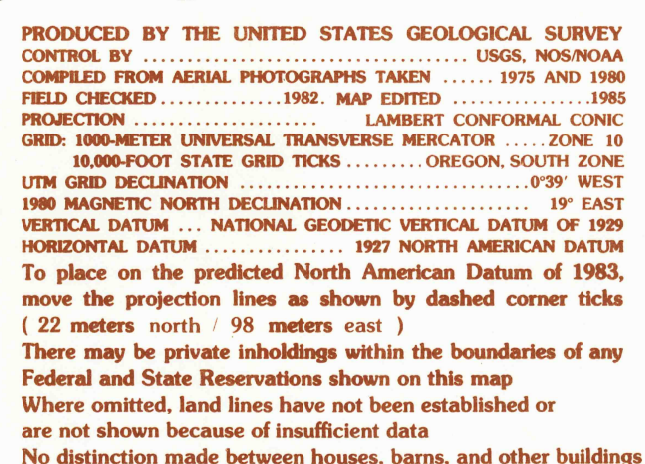 PRODUCED BY THE UNITED STATES GEOLOGICAL SURVEY
CONTROL BY .................................. USGS, NOS/NOAA
COMPILED FROM AERIAL PHOTOGRAPHS TAKEN ...... 1975 AND 1980
FIELD CHECKED..............1982. MAP EDITED ................1985
PROJECTION ..................... LAMBERT CONFORMAL CONIC
GRID: 1000-METER UNIVERSAL TRANSVERSE MERCATOR .....ZONE 10
10,000-FOOT STATE GRID TICKS .........OREGON, SOUTH ZONE
UTM GRID DECLINATION ..............................0°39′ WEST
1980 MAGNETIC NORTH DECLINATION.................... 19° EAST
VERTICAL DATUM ... NATIONAL GEODETIC VERTICAL DATUM OF 1929
HORIZONTAL DATUM ............... 1927 NORTH AMERICAN DATUM
To place on the predicted North American Datum of 1983,
move the projection lines as shown by dashed corner ticks
( 22 meters north / 98 meters east )
There may be private inholdings within the boundaries of any
Federal and State Reservations shown on this map
Where omitted, land lines have not been established or
are not shown because of insufficient data
No distinction made between houses, barns, and other buildings